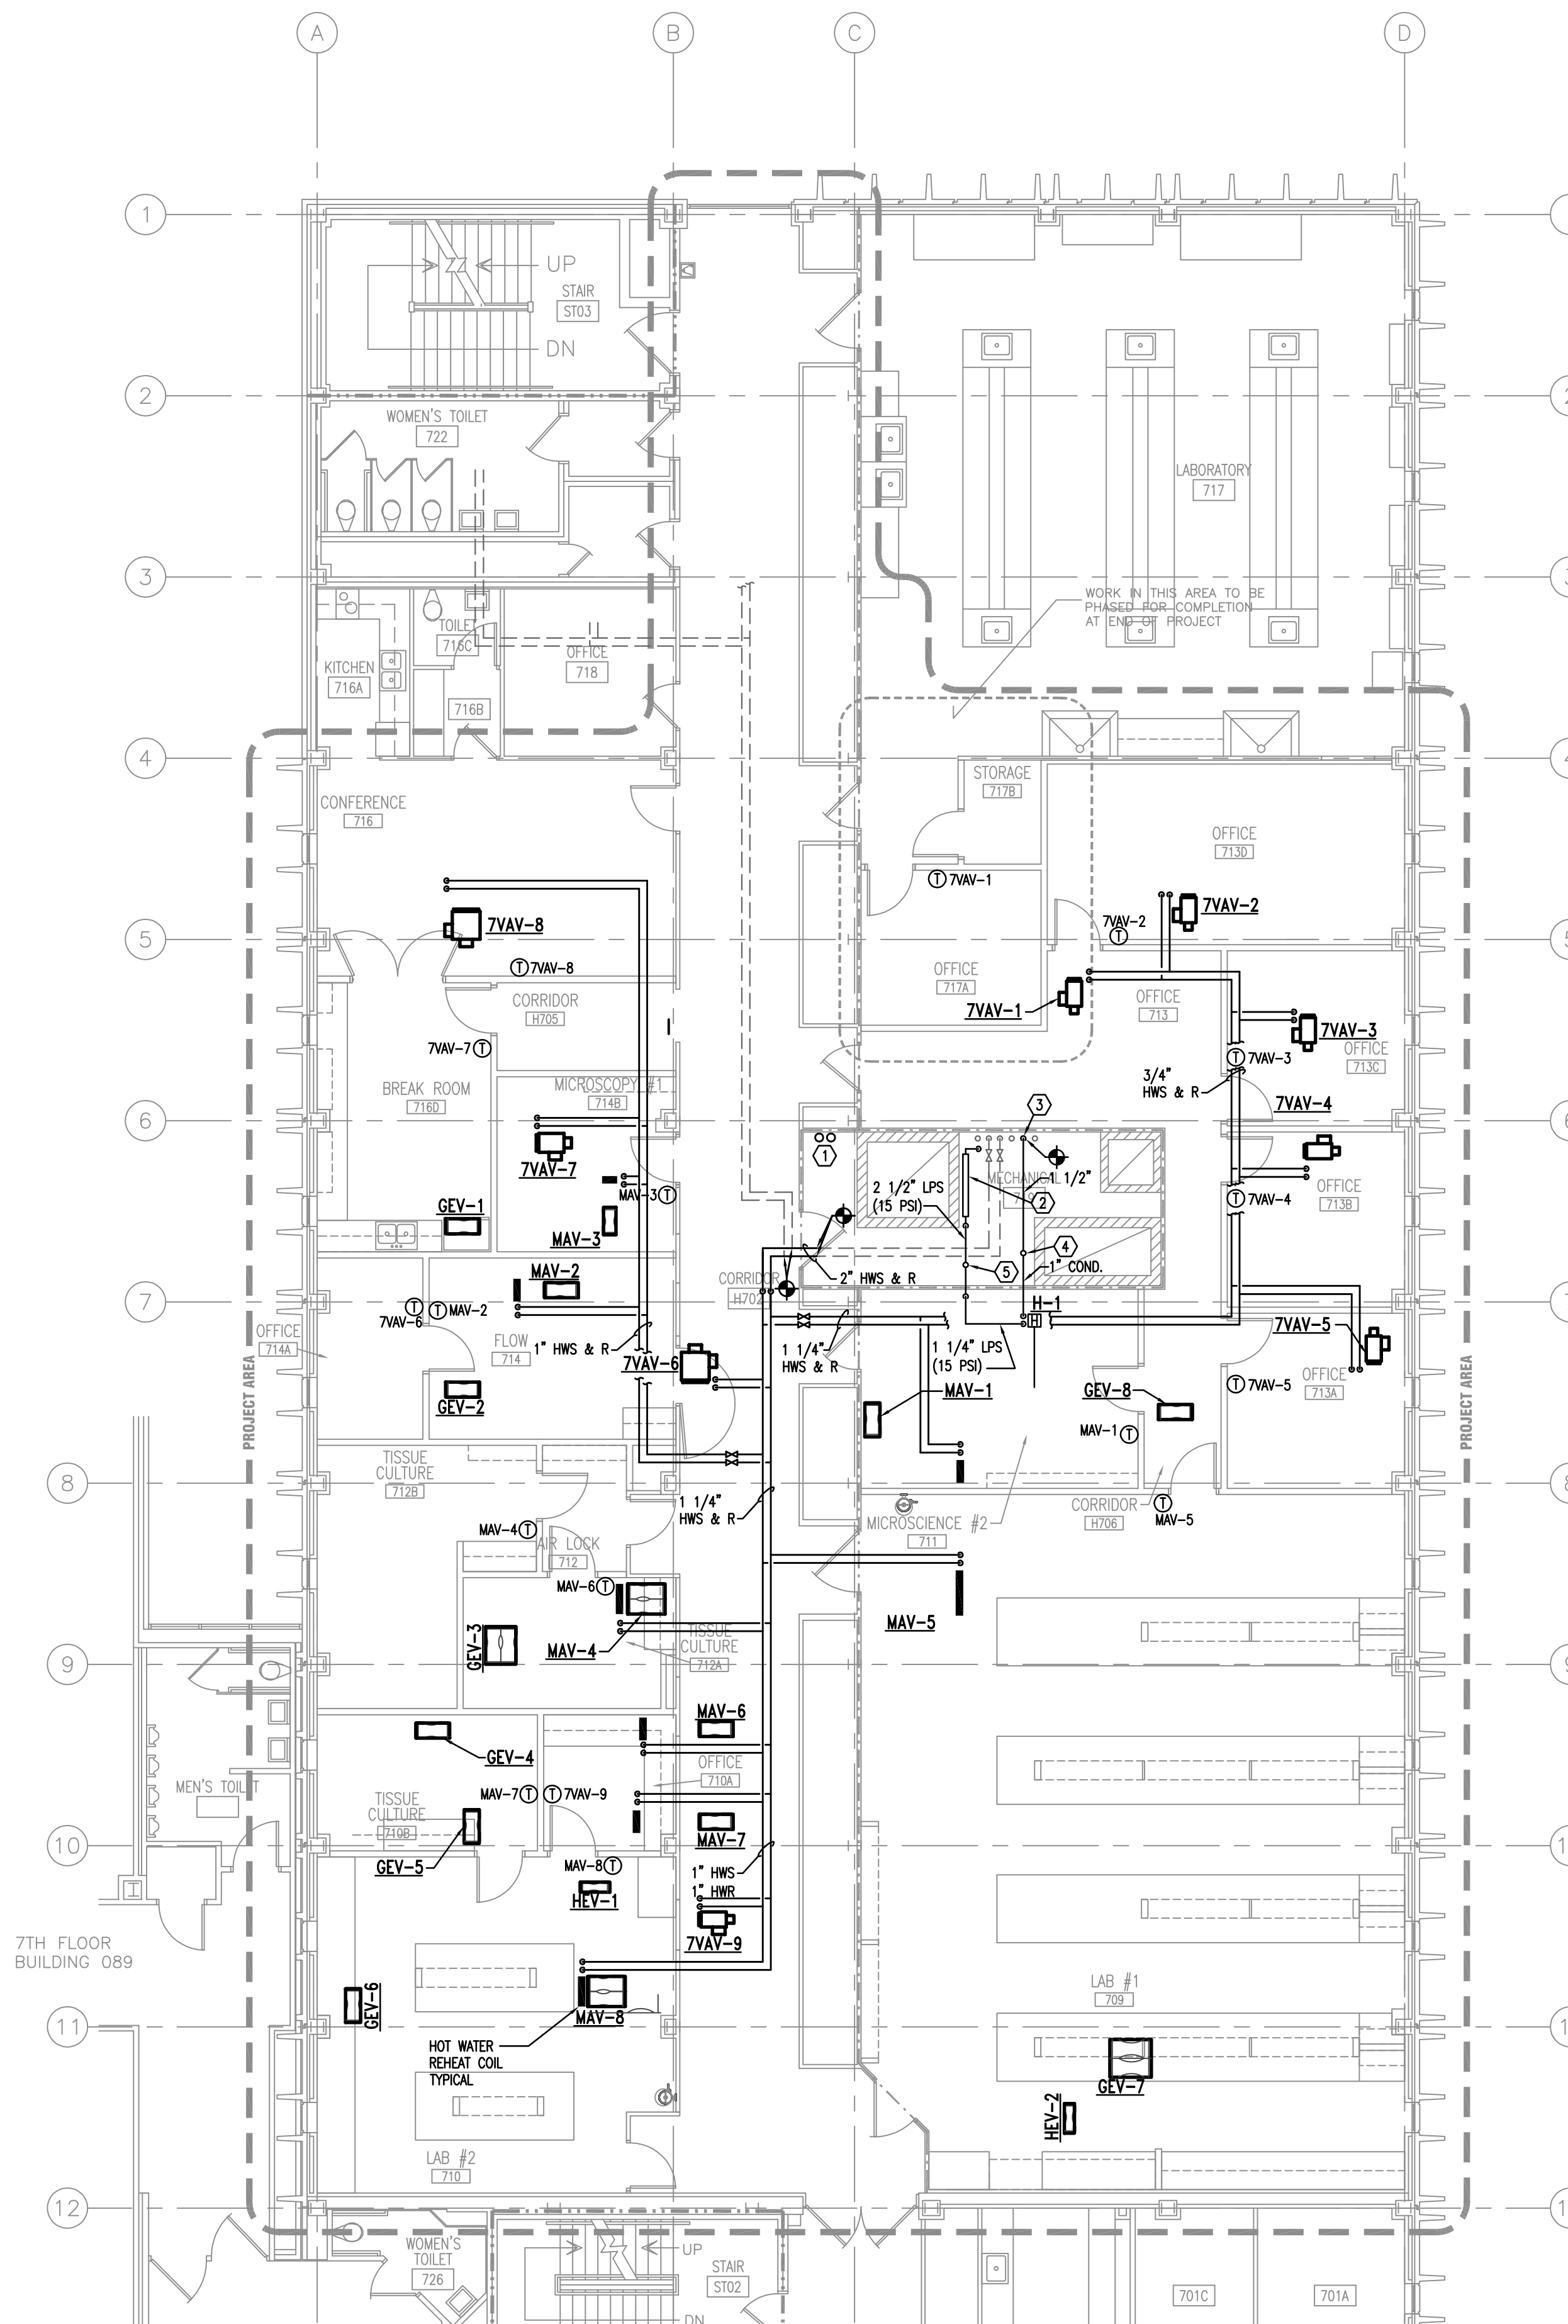 A
B
C
D
1
UP
STAIR
ST03
DN
2
2
WOMEN'S TOILET
722
LABORATORY
717
3
3
WORK IN THIS AREA TO BE
PHASED FOR COMPLETION
AT END OF PROJECT
TOILET
716C
OFFICE
718
KITCHEN
716A
716B
4
4
STORAGE
717B
CONFERENCE
716
OFFICE
713D
7VAV-1
7VAV-2
7VAV-2
7VAV-8
5
5
7VAV-8
OFFICE
717A
CORRIDOR
H705
7VAV-1
OFFICE
713
7VAV-3
OFFICE
713C
7VAV-7
7VAV-3
3/4"
HWS & R
BREAK ROOM
716D
MICROSCOPY #1
714B
7VAV-4
6
6
3
1
7VAV-7
MECHANICAL
1 1/2"
2
2 1/2" LPS
(15 PSI)
MAV-3
7VAV-4
OFFICE
713B
GEV-1
MAV-3
4
5
1" COND.
MAV-2
2" HWS & R
CORRIDOR
H702
7
7
MAV-2
7VAV-6
H-1
H
OFFICE
714A
FLOW
714
1" HWS & R
7VAV-6
1 1/4"
HWS & R
1 1/4" LPS
(15 PSI)
7VAV-5
OFFICE
713A
7VAV-5
MAV-1
GEV-8
GEV-2
MAV-1
PROJECT AREA
PROJECT AREA
TISSUE
CULTURE
712B
8
8
1 1/4"
HWS & R
CORRIDOR
H706
MAV-5
MICROSCIENCE #2
711
MAV-4
AIR LOCK
712
MAV-6
MAV-5
GEV-3
MAV-4
TISSUE
CULTURE
712A
9
9
MAV-6
GEV-4
OFFICE
710A
MEN'S TOILET
MAV-7
7VAV-9
TISSUE
CULTURE
710B
MAV-7
10
GEV-5
MAV-8
1" HWS
1" HWR
HEV-1
7VAV-9
7TH FLOOR
BUILDING 089
LAB #1
709
GEV-6
11
MAV-8
HOT WATER
REHEAT COIL
TYPICAL
GEV-7
HEV-2
LAB #2
710
12
WOMEN'S
TOILET
726
UP
STAIR
ST02
DN
701C
701A